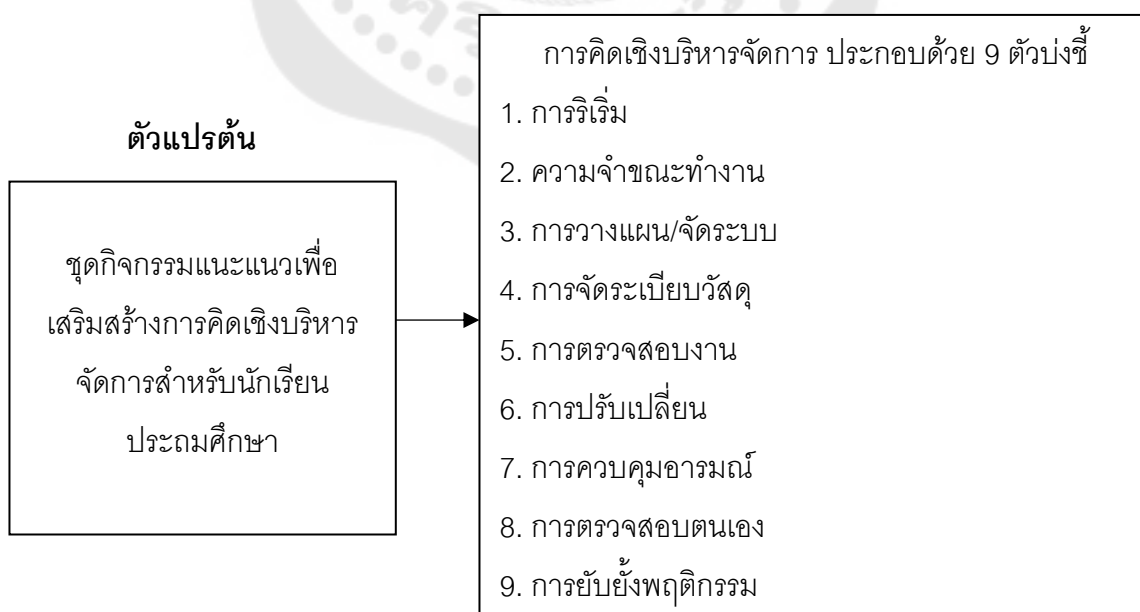 ตัวแปรต้น
ชุดกิจกรรมแนะแนวเพื่อ
เสริมสร้างการคิดเชิงบริหาร
จัดการสำหรับนักเรียน
ประถมศึกษา
การคิดเชิงบริหารจัดการ ประกอบด้วย 9 ตัวบ่งชี้
1. การริเริ่ม
2. ความจำขณะทำงาน
3. การวางแผน/จัดระบบ
4. การจัดระเบียบวัสดุ
5. การตรวจสอบงาน
6. การปรับเปลี่ยน
7. การควบคุมอารมณ์
8. การตรวจสอบตนเอง
9. การยับยั้งพฤติกรรม